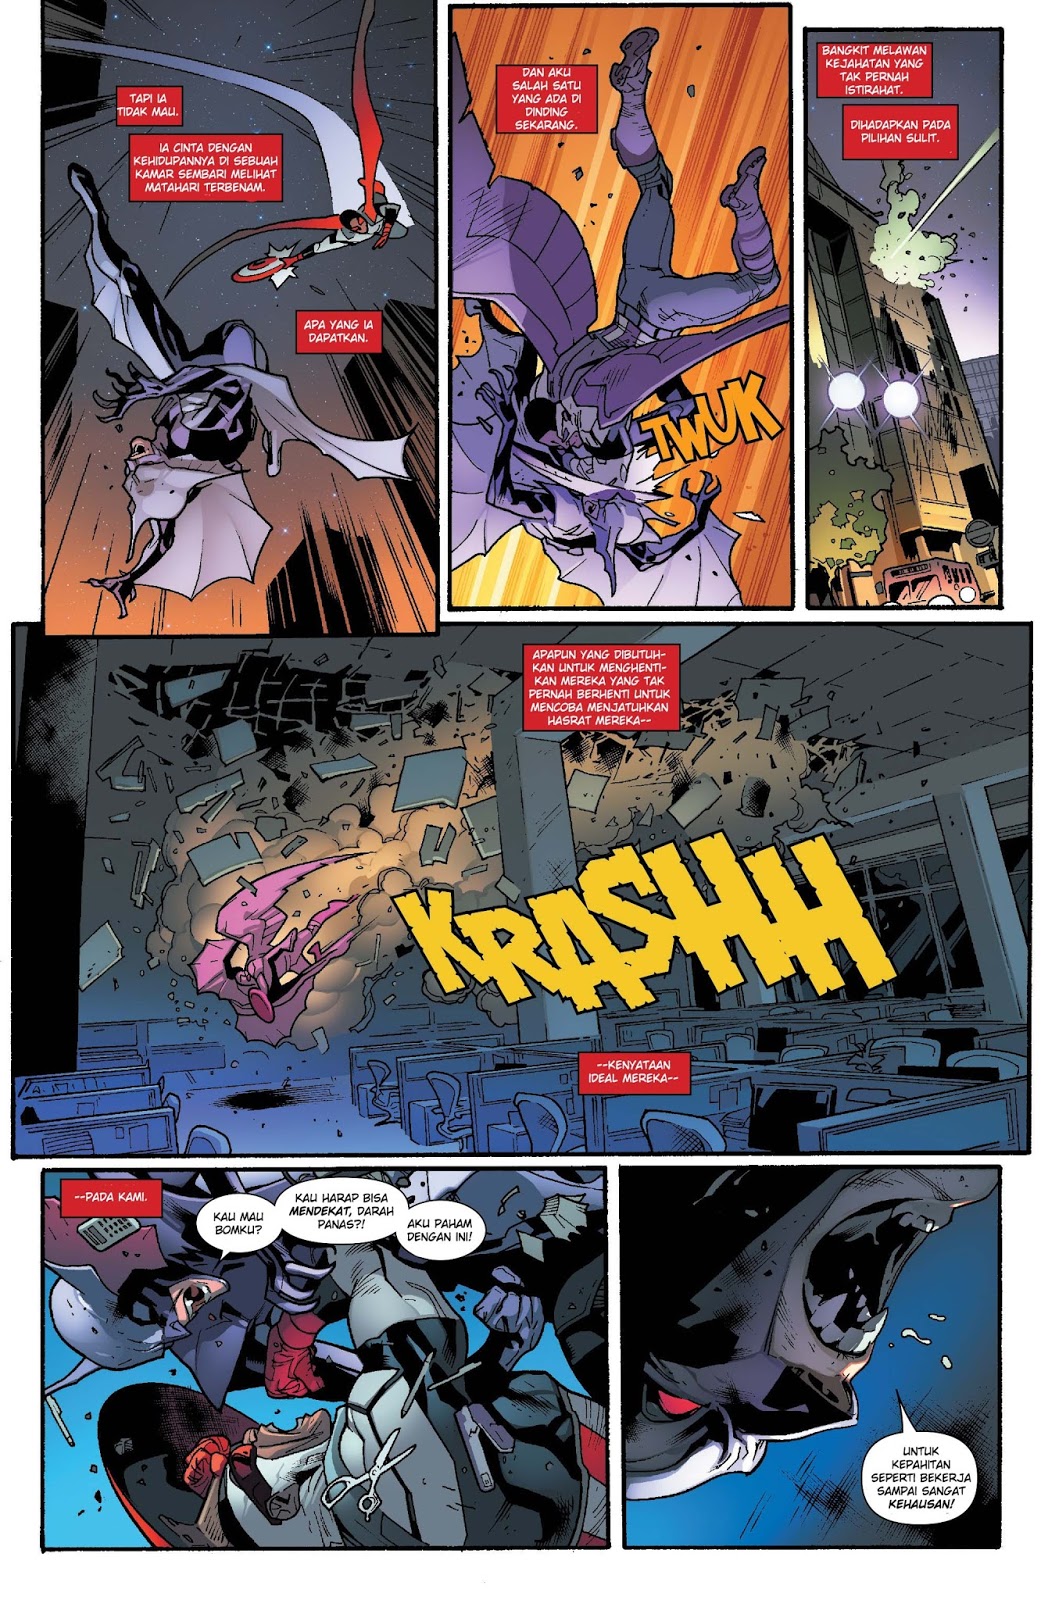 TAPI IA
TIDAK MAU.
IA CINTA DENGAN
KEHIDUPANNYA DI SEBUAH
KAMAR SEMBARI MELIHAT
MATAHARI TERBENAM.
APA YANG IA
DAPATKAN.
DAN AKU
SALAH SATU
YANG ADA DI
DINDING
SEKARANG.
TWUK
BANGKIT MELAWAN
KEJAHATAN YANG
TAK PERNAH
ISTIRAHAT.
DIHADAPKAN PADA
PILIHAN SULIT.
APAPUN YANG DIBUTUH-
KAN UNTUK MENGHENTI-
KAN MEREKA YANG TAK
PERNAH BERHENTI UNTUK
MENCOBA MENJATUHKAN
HASRAT MEREKA--
KRASHHH
--KENYATAAN
IDEAL MEREKA--
--PADA KAMI.
KAU MAU
BOMKU?
KAU HARAP BISA
MENDEKAT, DARAH
PANAS?!
AKU PAHAM
DENGAN INI!
UNTUK
KEPAHITAN
SEPERTI BEKERJA
SAMPAI SANGAT
KEHAUSAN!